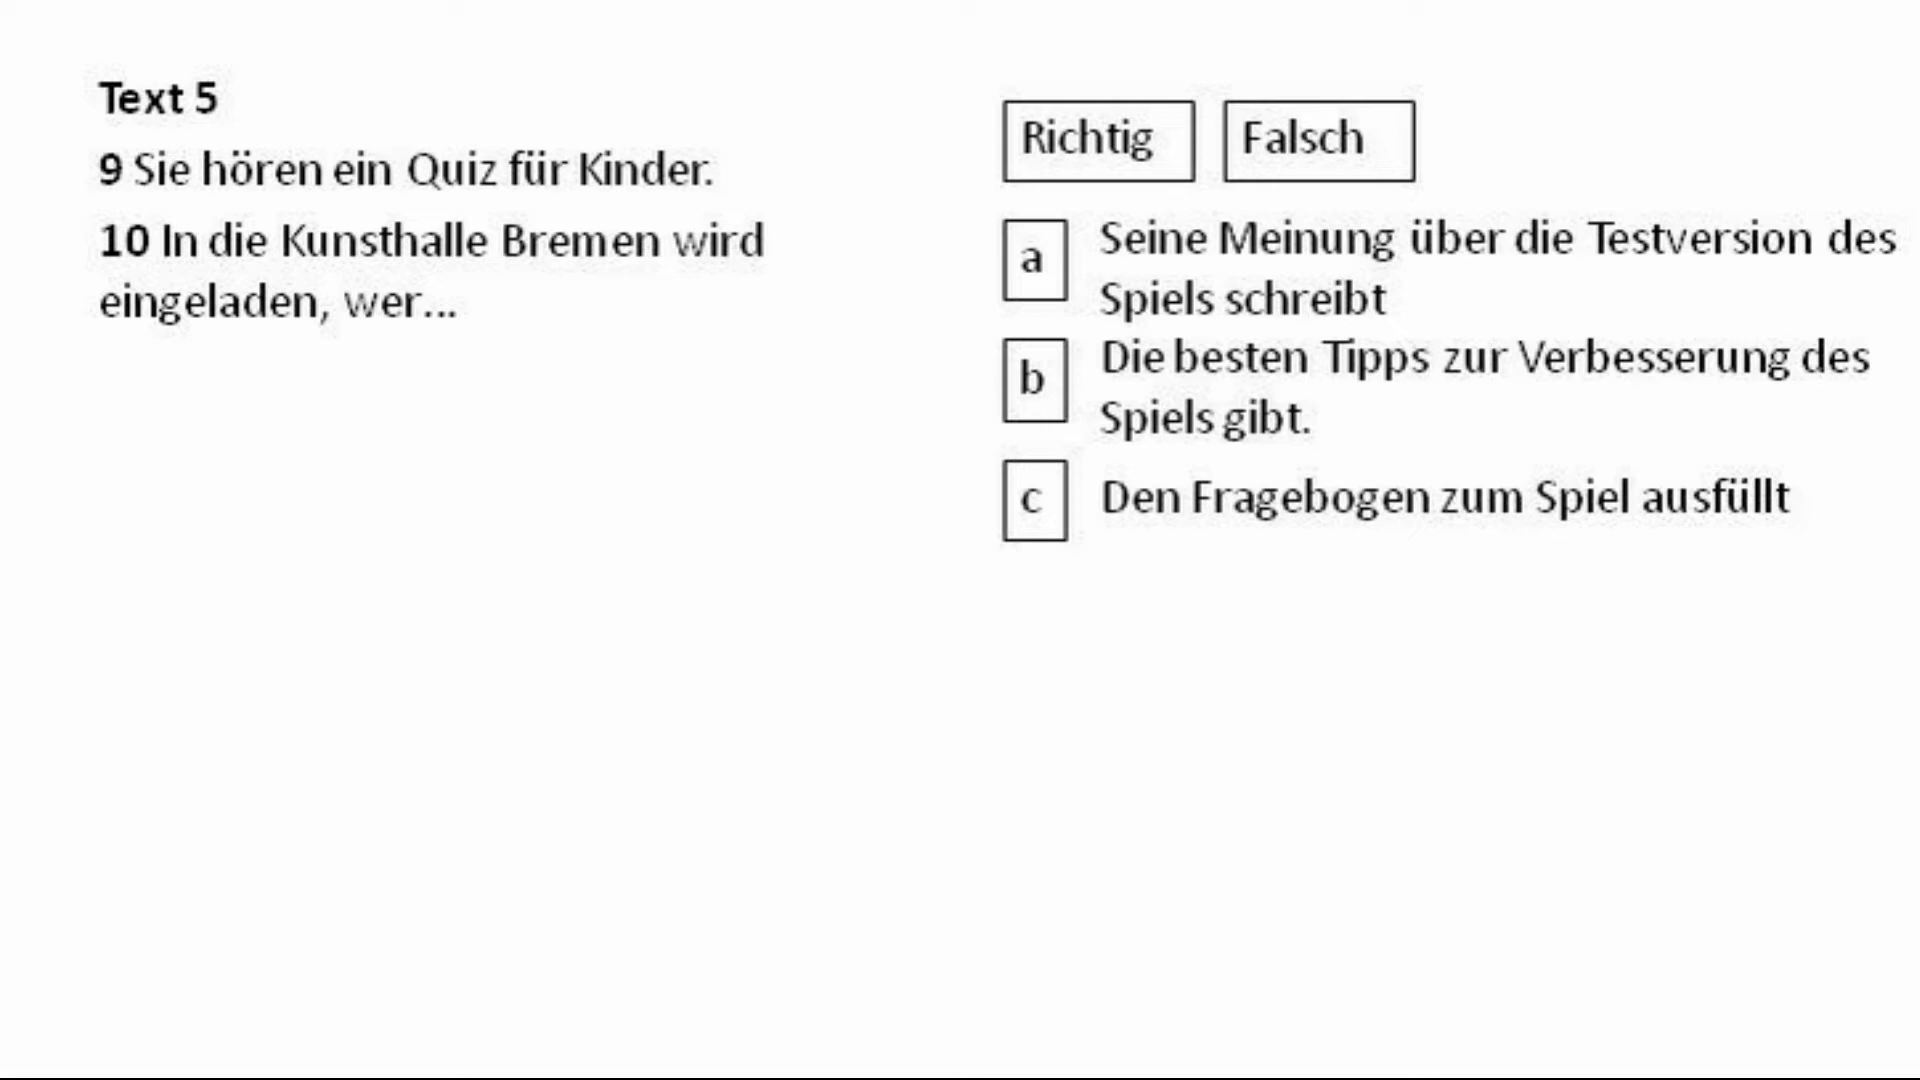 Text 5
9 Sie hören ein Quiz für Kinder.
Richtig
Falsch
10 In die Kunsthalle Bremen wird
eingeladen, wer...
a
Seine Meinung über die Testversion des
Spiels schreibt
b
Die besten Tipps zur Verbesserung des
Spiels gibt.
c
Den Fragebogen zum Spiel ausfüllt